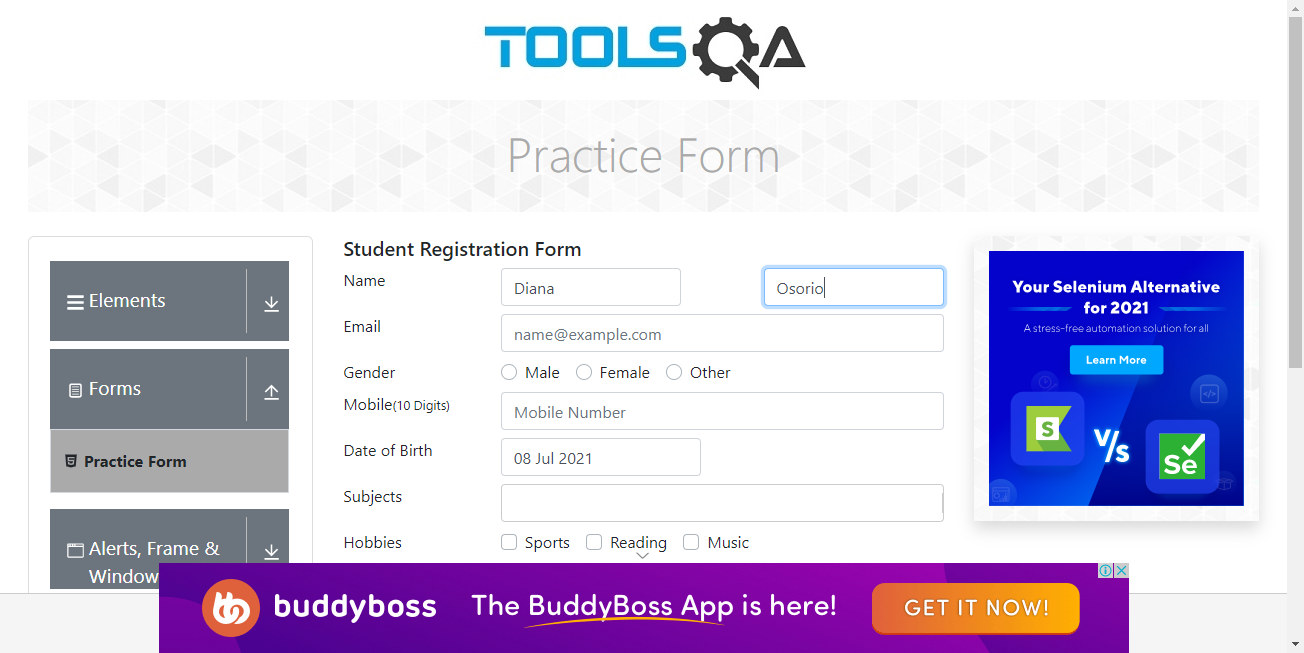 TOOLSQA
Practice Form
Elements
Forms
Practice Form
Alerts, Frame &
Window
Student Registration Form
Name
Diana
Osorio
Email
name@example.com
Gender
Male
Female
Other
Mobile(10 Digits)
Mobile Number
Date of Birth
08 Jul 2021
Subjects
Hobbies
Sports
Reading
Music
Your Selenium Alternative
for 2021
A stress-free automation solution for all
Learn More
S
V/s
Se
buddyboss
The BuddyBoss App is here!
GET IT NOW!